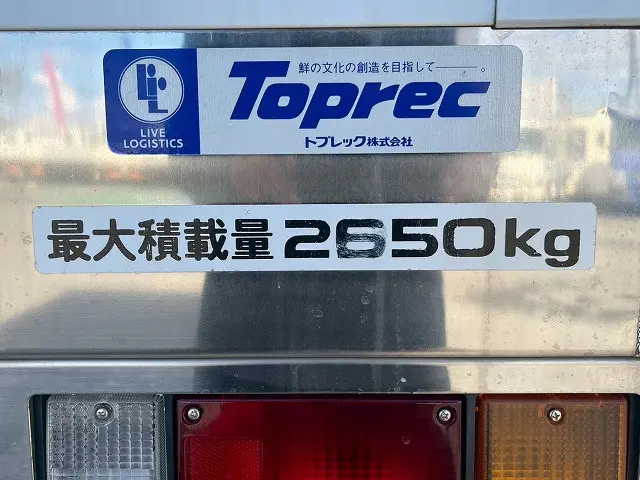 鮮の文化の創造を目指して――。
LiL
Toprec
LIVE
LOGISTICS
トプレック株式会社
最大積載量 2650kg